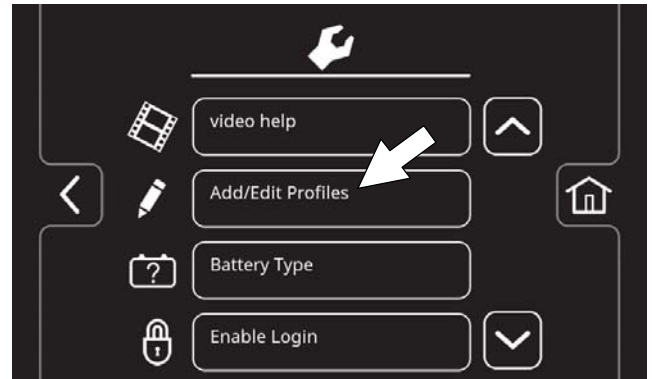 video help
Add/Edit Profiles
Battery Type
Enable Login